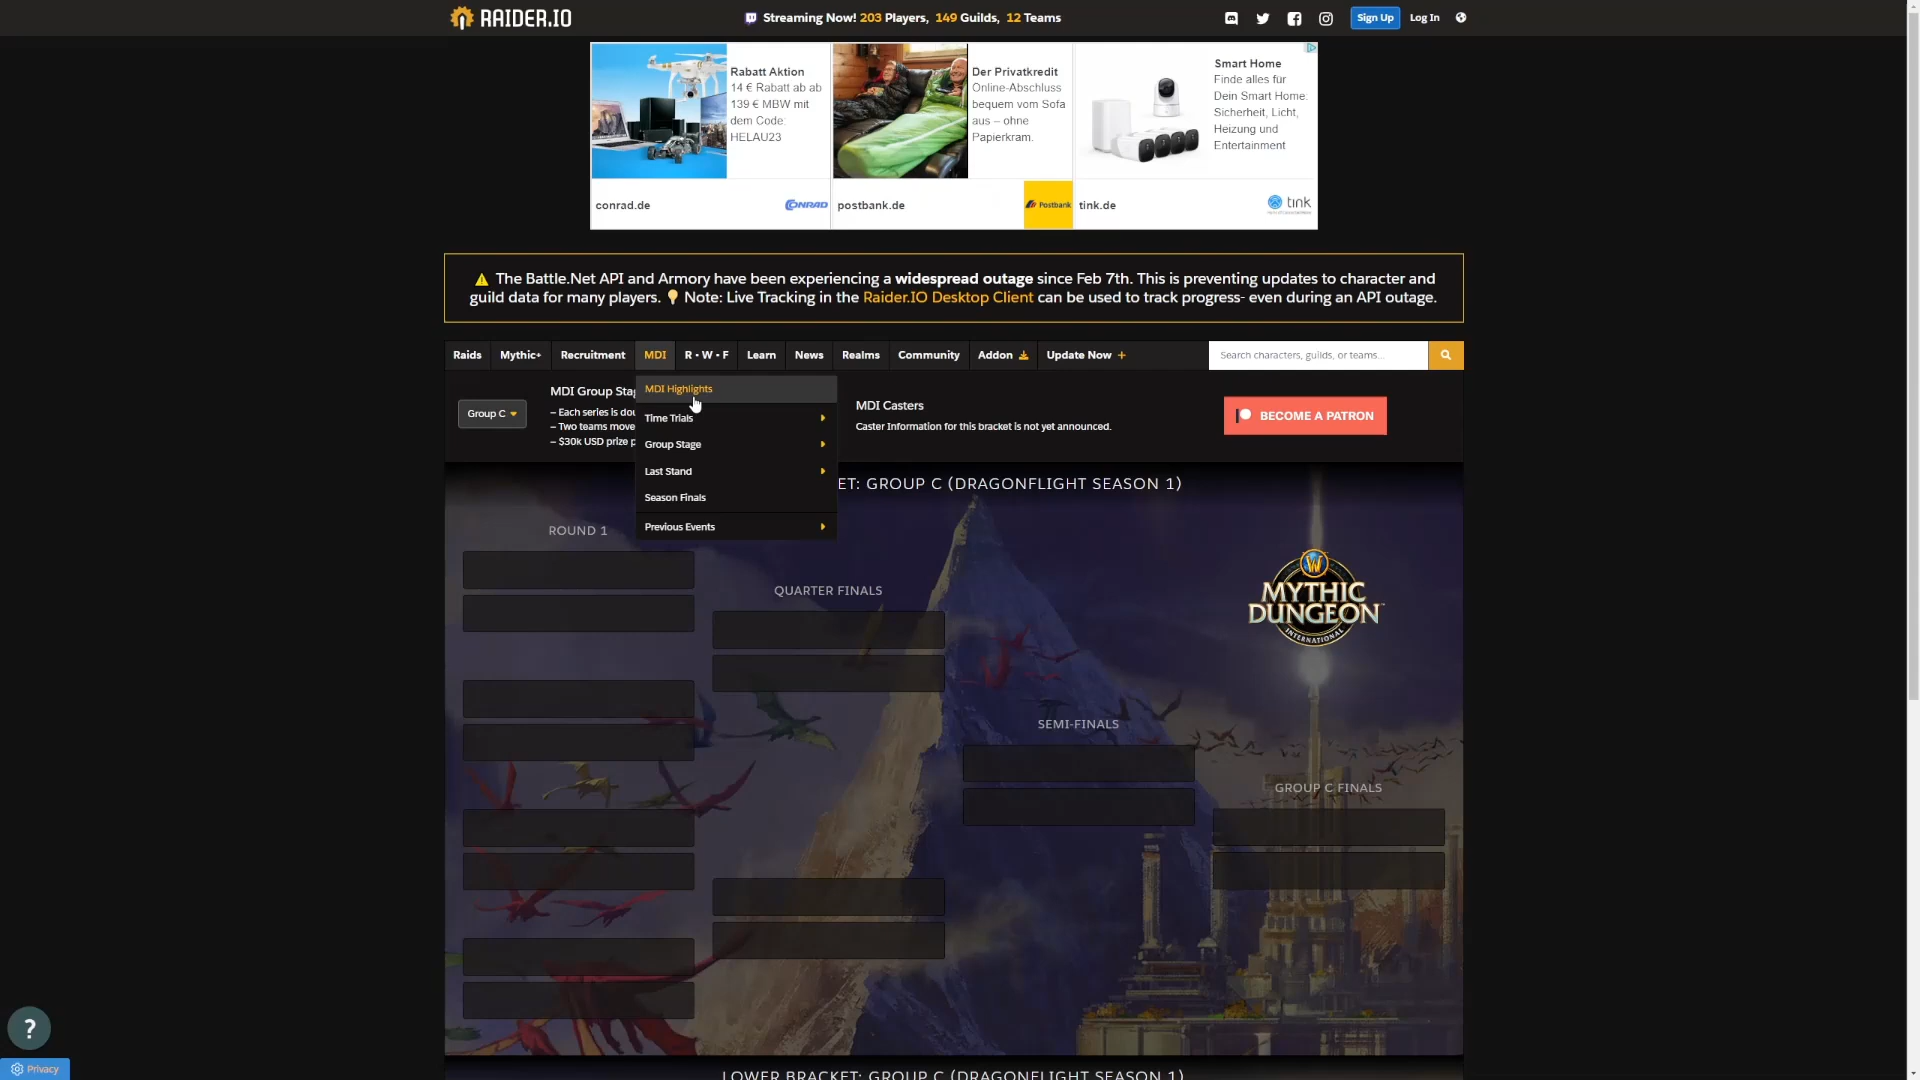 RAIDER.IO
Streaming Now! 203 Players, 149 Guilds, 12 Teams
Sign Up
Log In
Rabatt Aktion
14 € Rabatt ab ab
139 € MBW mit
dem Code:
HELAU23
conrad.de
CONRAD
Der Privatkredit
Online-Abschluss
bequem vom Sofa
aus – ohne
Papierkram.
postbank.de
Postbank
Smart Home
Finde alles für
Dein Smart Home:
Sicherheit, Licht,
Heizung und
Entertainment
tink.de
tink
The Battle.Net API and Armory have been experiencing a widespread outage since Feb 7th. This is preventing updates to character and
guild data for many players. Note: Live Tracking in the Raider.IO Desktop Client can be used to track progress- even during an API outage.
Raids Mythic+ Recruitment MDI R • W • F Learn News Realms Community Addon Update Now +
Search characters, guilds, or teams...
Group C
MDI Group Sta
– Each series is dou
– Two teams move
– $30k USD prize p
MDI Highlights
Time Trials
Group Stage
Last Stand
Season Finals
Previous Events
MDI Casters
Caster Information for this bracket is not yet announced.
BECOME A PATRON
ET: GROUP C (DRAGONFLIGHT SEASON 1)
ROUND 1
QUARTER FINALS
SEMI-FINALS
GROUP C FINALS
W
MYTHIC
DUNGEON
INTERNATIONAL
LOWER BRACKET: GROUP C (DRAGONFLIGHT SEASON 1)
?
Privacy